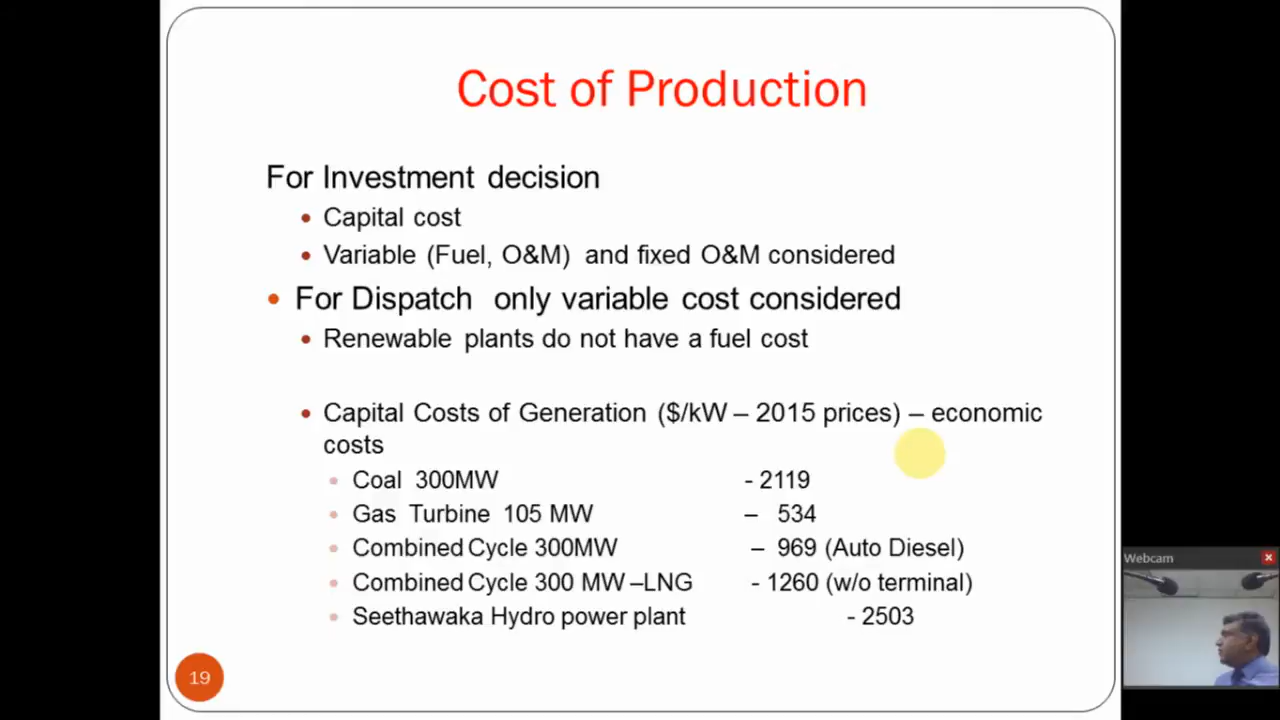 Cost of Production
For Investment decision
• Capital cost
• Variable (Fuel, O&M) and fixed O&M considered
• For Dispatch only variable cost considered
• Renewable plants do not have a fuel cost
• Capital Costs of Generation ($/kW – 2015 prices) – economic
costs
• Coal 300MW - 2119
• Gas Turbine 105 MW – 534
• Combined Cycle 300MW – 969 (Auto Diesel)
• Combined Cycle 300 MW –LNG - 1260 (w/o terminal)
• Seethawaka Hydro power plant - 2503
19
Webcam